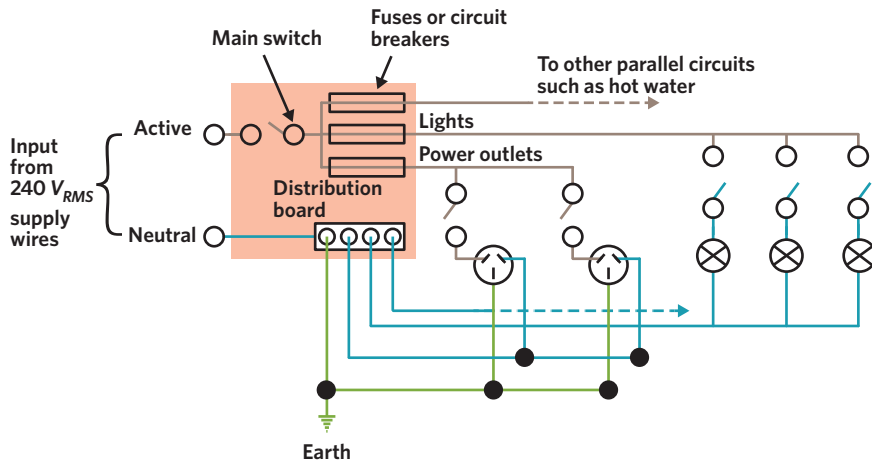 Fuses or circuit
breakers
Main switch
To other parallel circuits
such as hot water
Active
Lights
Input
from
240 V_RMS
supply
wires
Power outlets
Distribution
board
Neutral
Earth